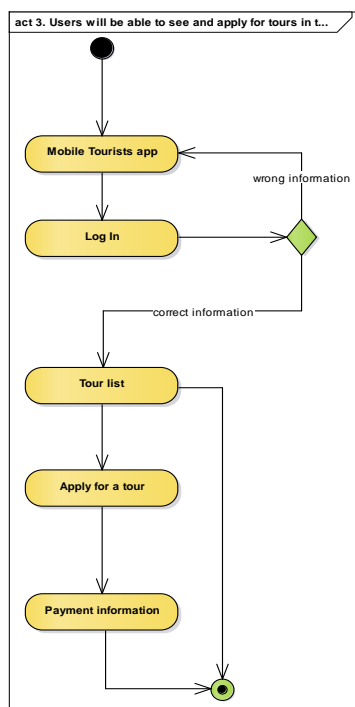 act 3. Users will be able to see and apply for tours in t...
Mobile Tourists app
wrong information
Log In
correct information
Tour list
Apply for a tour
Payment information